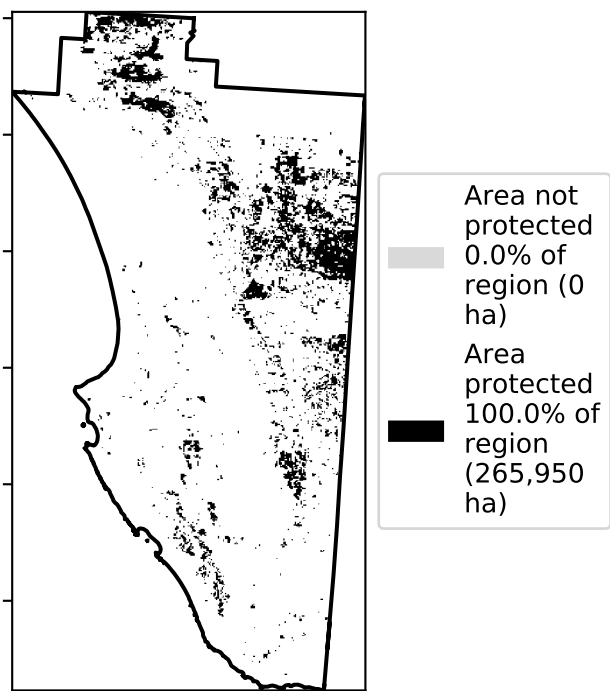 Area not
protected
0.0% of
region (0
ha)
Area
protected
100.0% of
region
(265,950
ha)